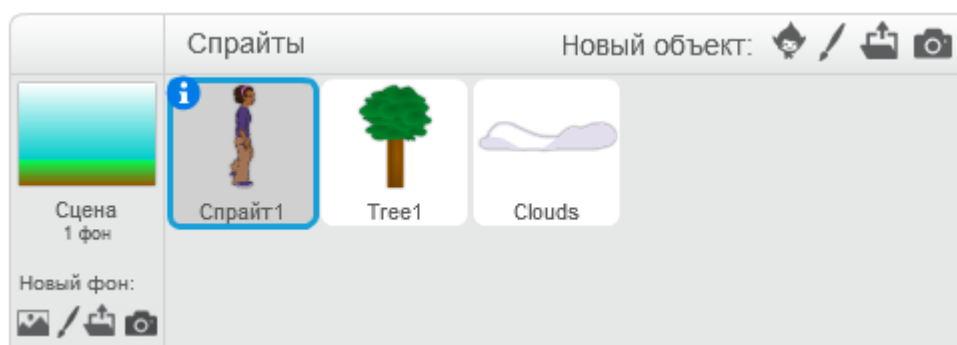 Спрайты
Новый объект:
Сцена
1 фон
Новый фон:
Спрайт1
Tree1
Clouds